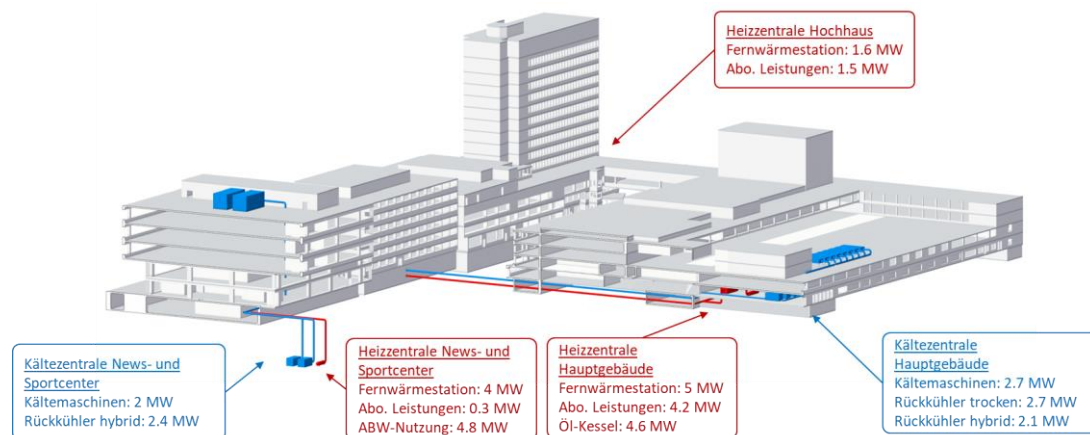 Heizzentrale Hochhaus
Fernwärmestation: 1.6 MW
Abo. Leistungen: 1.5 MW
Kältezentrale News- und
Sportcenter
Kältemaschinen: 2 MW
Rückkühler hybrid: 2.4 MW
Heizzentrale News- und
Sportcenter
Fernwärmestation: 4 MW
Abo. Leistungen: 0.3 MW
ABW-Nutzung: 4.8 MW
Heizzentrale
Hauptgebäude
Fernwärmestation: 5 MW
Abo. Leistungen: 4.2 MW
Öl-Kessel: 4.6 MW
Kältezentrale
Hauptgebäude
Kältemaschinen: 2.7 MW
Rückkühler trocken: 2.7 MW
Rückkühler hybrid: 2.1 MW